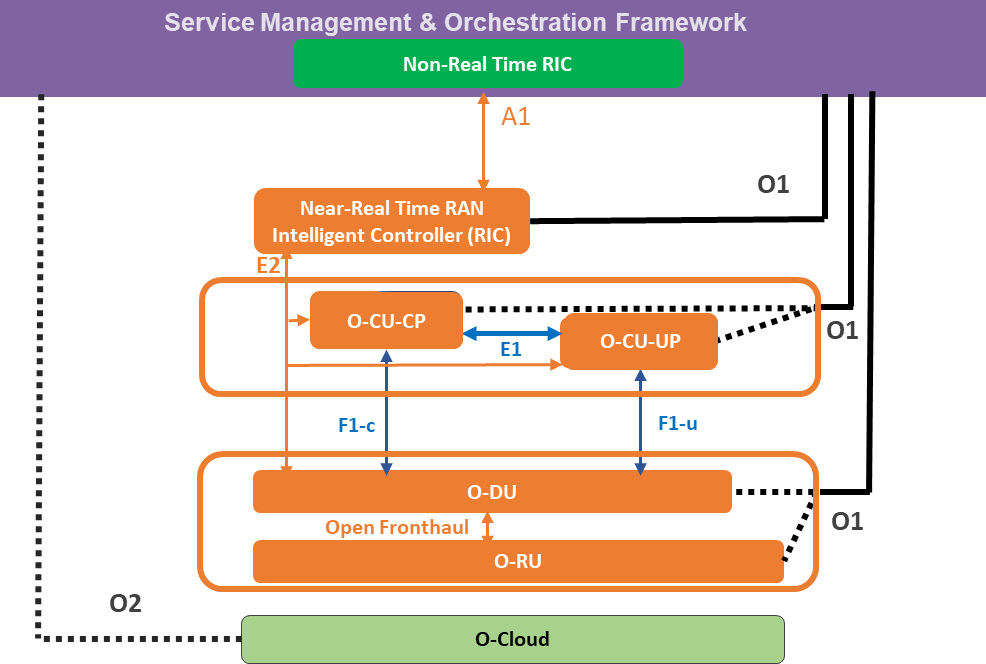 Service Management & Orchestration Framework
Non-Real Time RIC
A1
O1
Near-Real Time RAN
Intelligent Controller (RIC)
E2
O-CU-CP
O-CU-UP
E1
O1
F1-c
F1-u
O-DU
O1
Open Fronthaul
O-RU
O2
O-Cloud